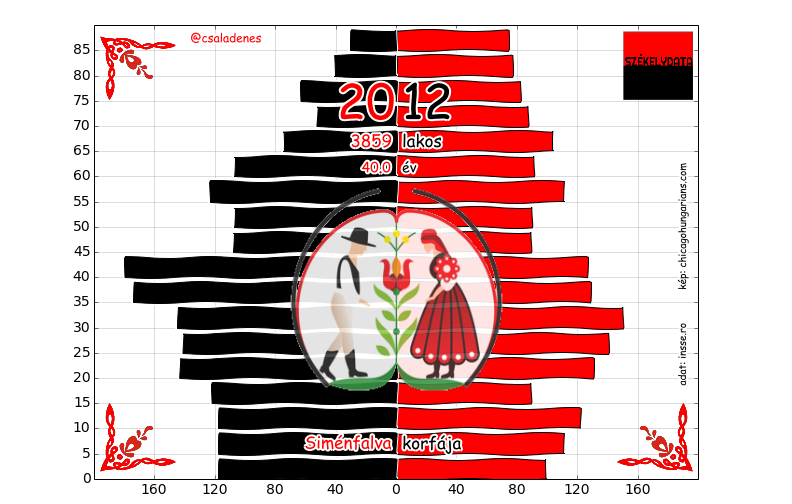 @csaladenes
SZÉKELYDATA
2012
3859 lakos
40.0 év
kép: chicagohungarians.com
adat: insse.ro
Siménfalva korfája
85
80
75
70
65
60
55
50
45
40
35
30
25
20
15
10
5
0
160 120 80 40 0 40 80 120 160